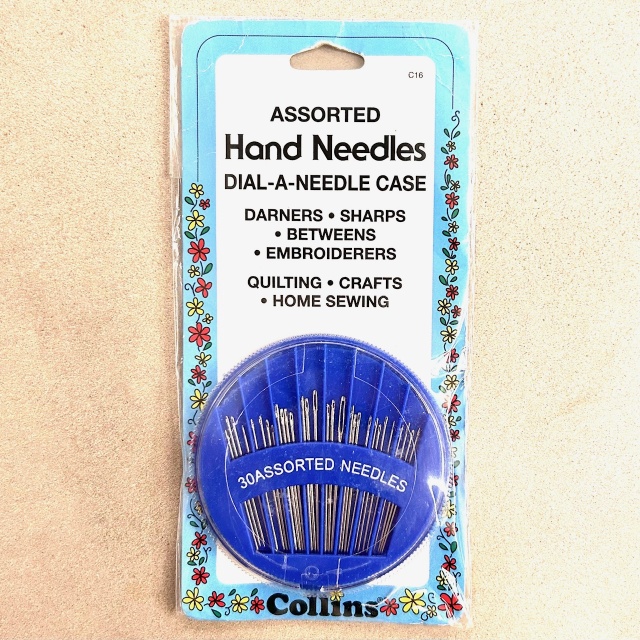 C16
ASSORTED
Hand Needles
DIAL-A-NEEDLE CASE
DARNERS • SHARPS
• BETWEENS
• EMBROIDERERS
QUILTING • CRAFTS
• HOME SEWING
30ASSORTED NEEDLES
Collins®